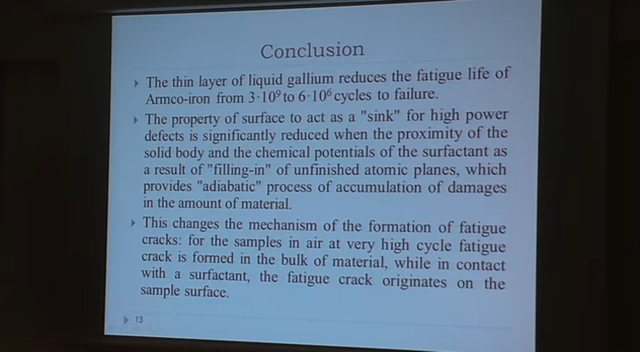 Conclusion
The thin layer of liquid gallium reduces the fatigue life of
Armco-iron from 3·10⁹ to 6·10⁶ cycles to failure.
The property of surface to act as a "sink" for high power
defects is significantly reduced when the proximity of the
solid body and the chemical potentials of the surfactant as
a result of "filling-in" of unfinished atomic planes, which
provides "adiabatic" process of accumulation of damages
in the amount of material.
This changes the mechanism of the formation of fatigue
cracks: for the samples in air at very high cycle fatigue
crack is formed in the bulk of material, while in contact
with a surfactant, the fatigue crack originates on the
sample surface.
13